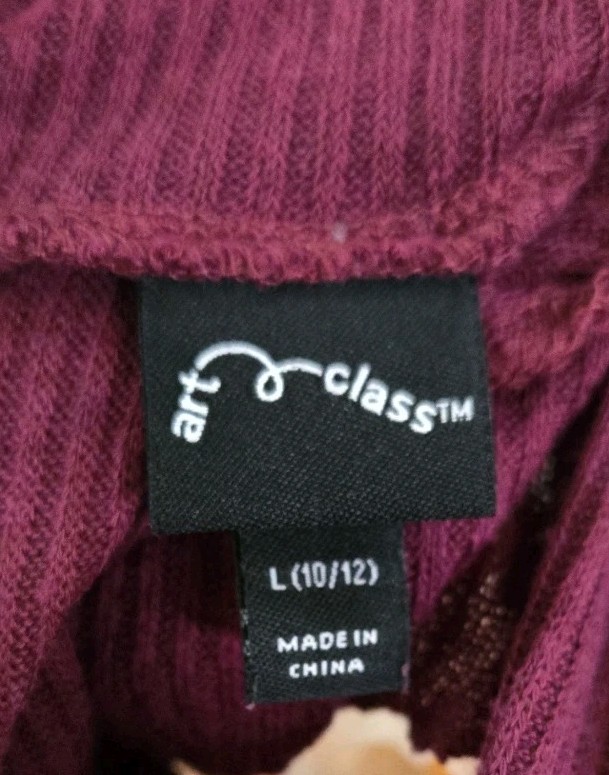 art class™
L (10/12)
MADE IN
CHINA